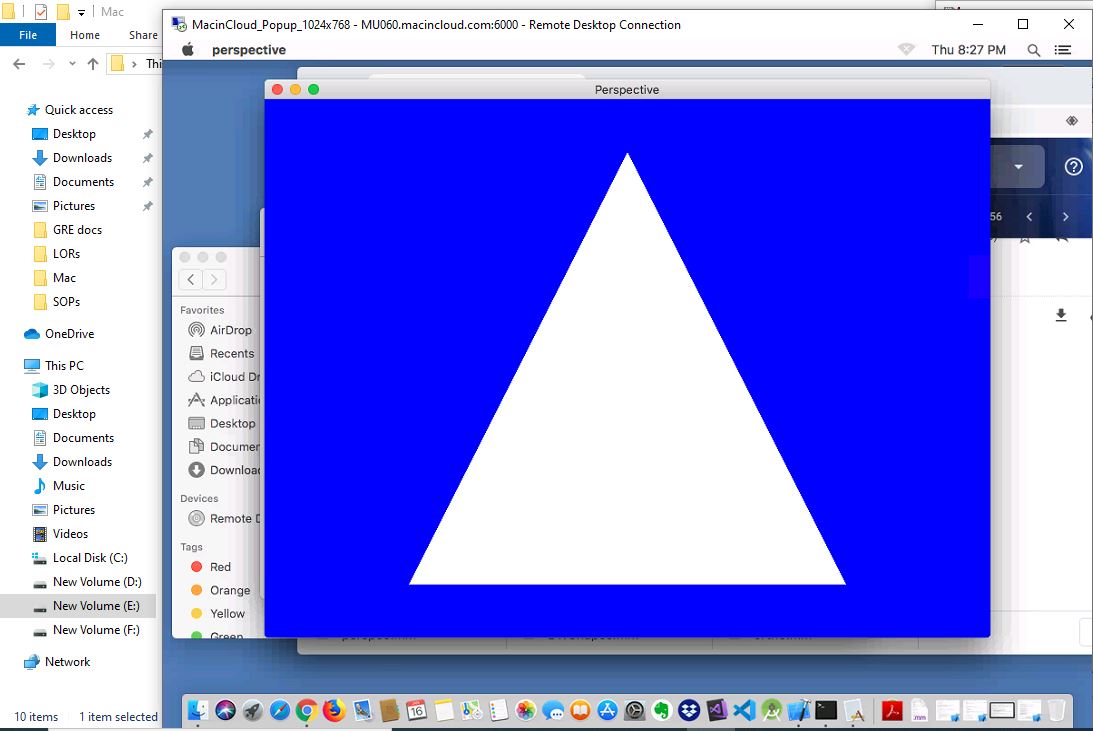 Mac
MacinCloud_Popup_1024x768 - MU060.macincloud.com:6000 - Remote Desktop Connection
File
Home
Share
perspective
Thu 8:27 PM
Thi
Perspective
Quick access
Desktop
Downloads
Documents
Pictures
GRE docs
LORs
Mac
SOPs
OneDrive
This PC
3D Objects
Desktop
Documents
Downloads
Music
Pictures
Videos
Local Disk (C:)
New Volume (D:)
New Volume (E:)
New Volume (F:)
Network
10 items
1 item selected
56
Favorites
AirDrop
Recents
iCloud Dr
Applicati
Desktop
Documer
Downloac
Devices
Remote D
Tags
Red
Orange
Yellow
Green
16